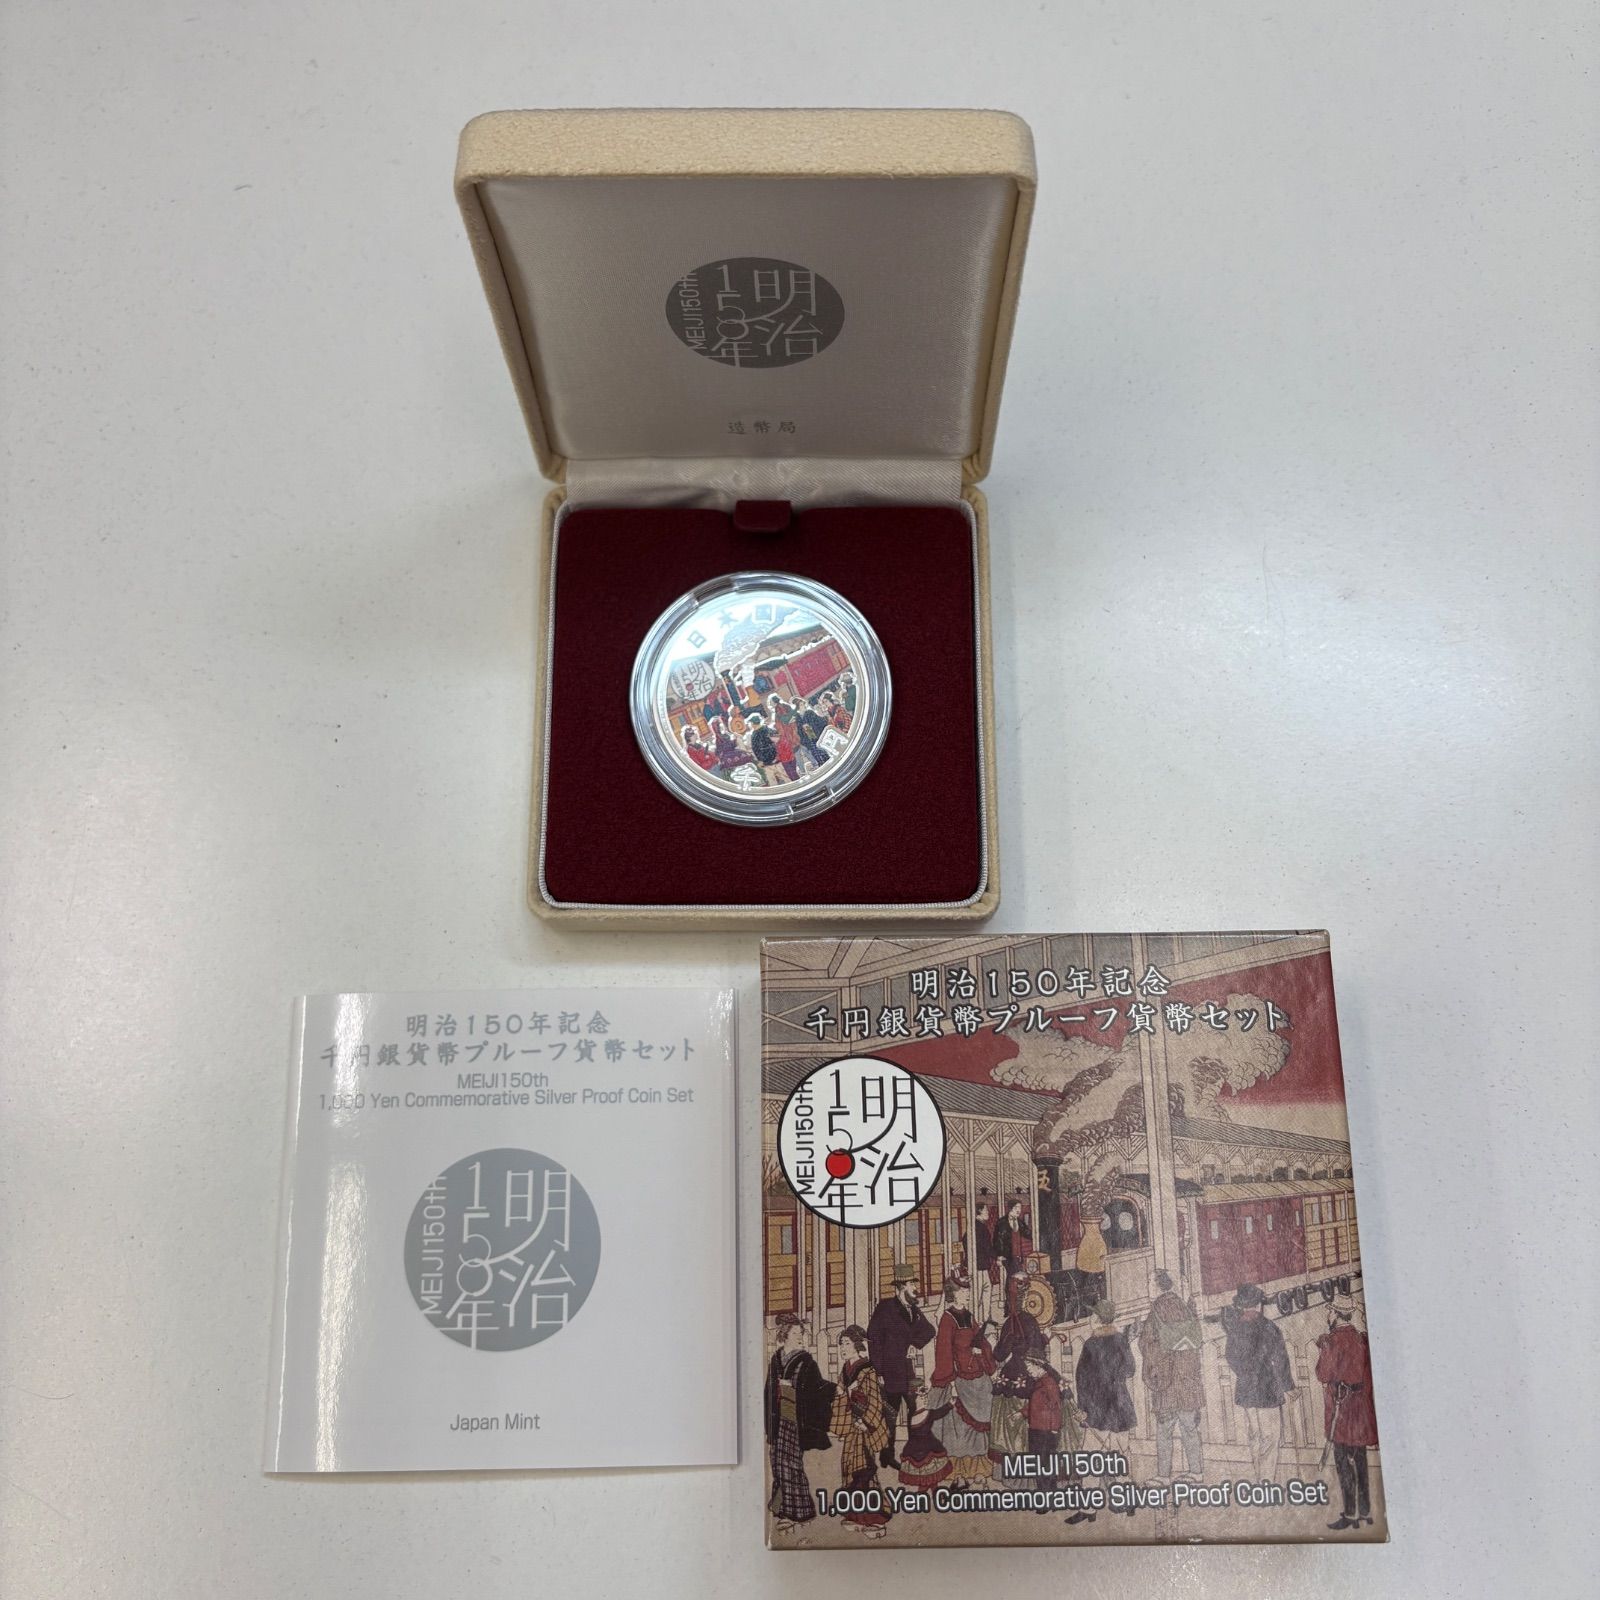 明治
150年
MEIJI150th
造幣局
日本国
明治
150年
千円
明治150年記念
千円銀貨幣プルーフ貨幣セット
MEIJI150th
1,000 Yen Commemorative Silver Proof Coin Set
明治
150年
MEIJI150th
Japan Mint
明治150年記念
千円銀貨幣プルーフ貨幣セット
明治
150年
MEIJI150th
五
MEIJI150th
1,000 Yen Commemorative Silver Proof Coin Set